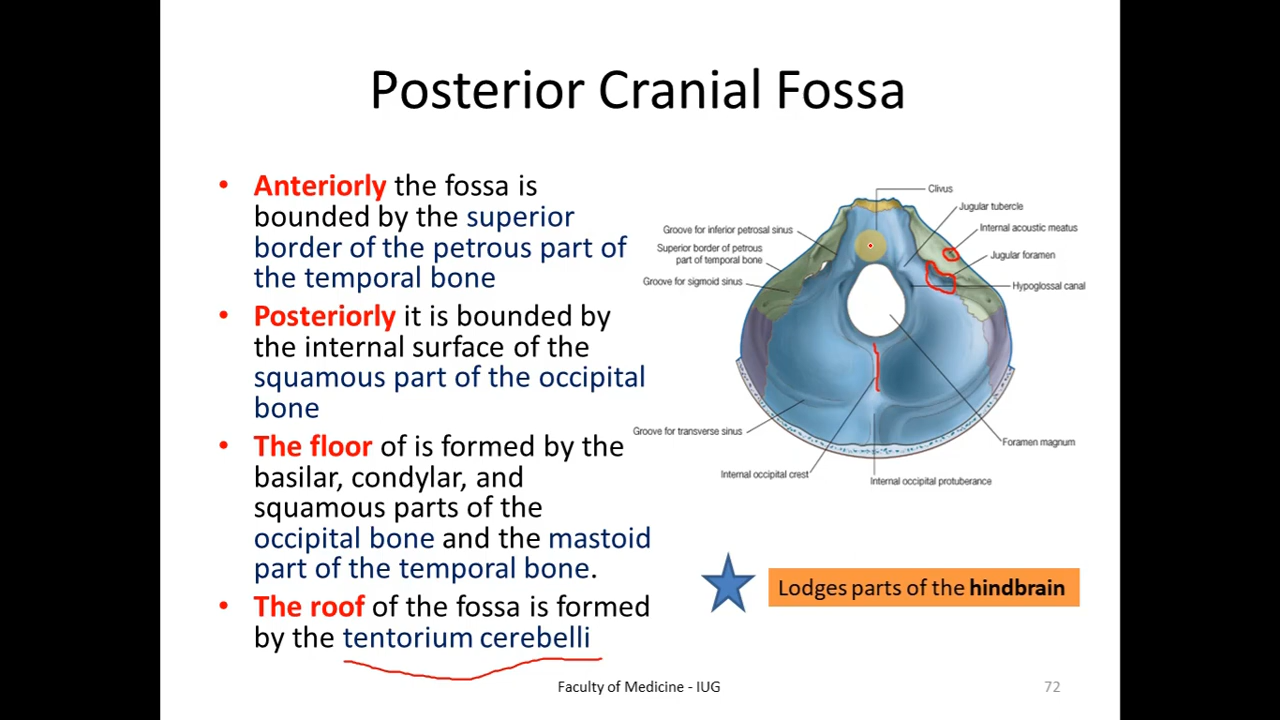 Posterior Cranial Fossa
• Anteriorly the fossa is
bounded by the superior
border of the petrous part of
the temporal bone
• Posteriorly it is bounded by
the internal surface of the
squamous part of the occipital
bone
• The floor of is formed by the
basilar, condylar, and
squamous parts of the
occipital bone and the mastoid
part of the temporal bone.
• The roof of the fossa is formed
by the tentorium cerebelli
Clivus
Jugular tubercle
Internal acoustic meatus
Jugular foramen
Hypoglossal canal
Groove for inferior petrosal sinus
Superior border of petrous
part of temporal bone
Groove for sigmoid sinus
Groove for transverse sinus
Foramen magnum
Internal occipital crest
Internal occipital protuberance
Lodges parts of the hindbrain
Faculty of Medicine - IUG
72